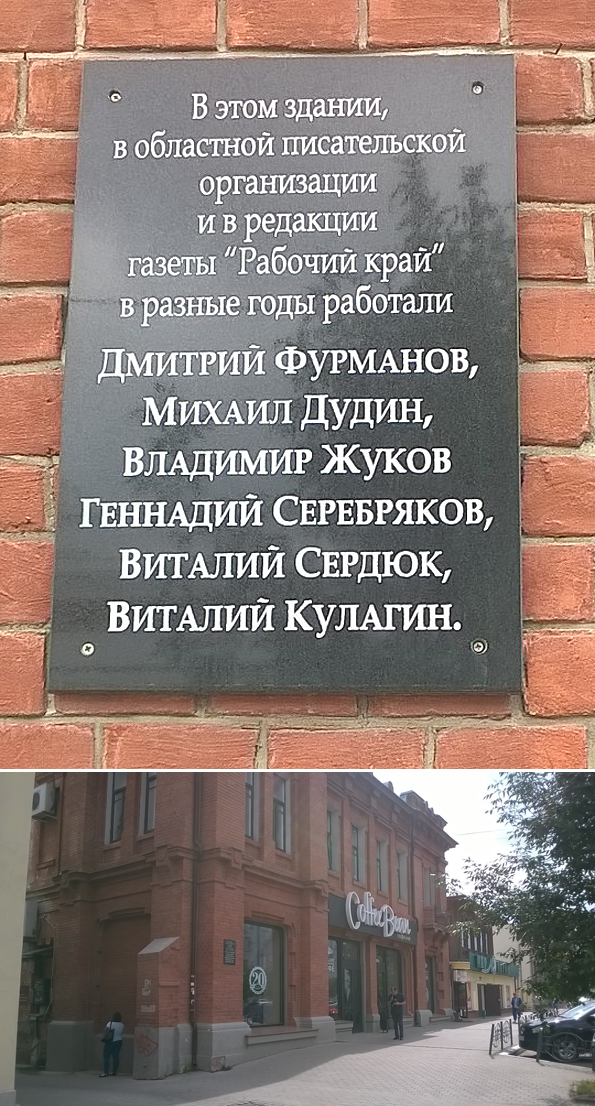 В этом здании,
в областной писательской
организации
и в редакции
газеты “Рабочий край”
в разные годы работали
Дмитрий Фурманов,
Михаил Дудин,
Владимир Жуков
Геннадий Серебряков,
Виталий Сердюк,
Виталий Кулагин.
Coffee Bean
20